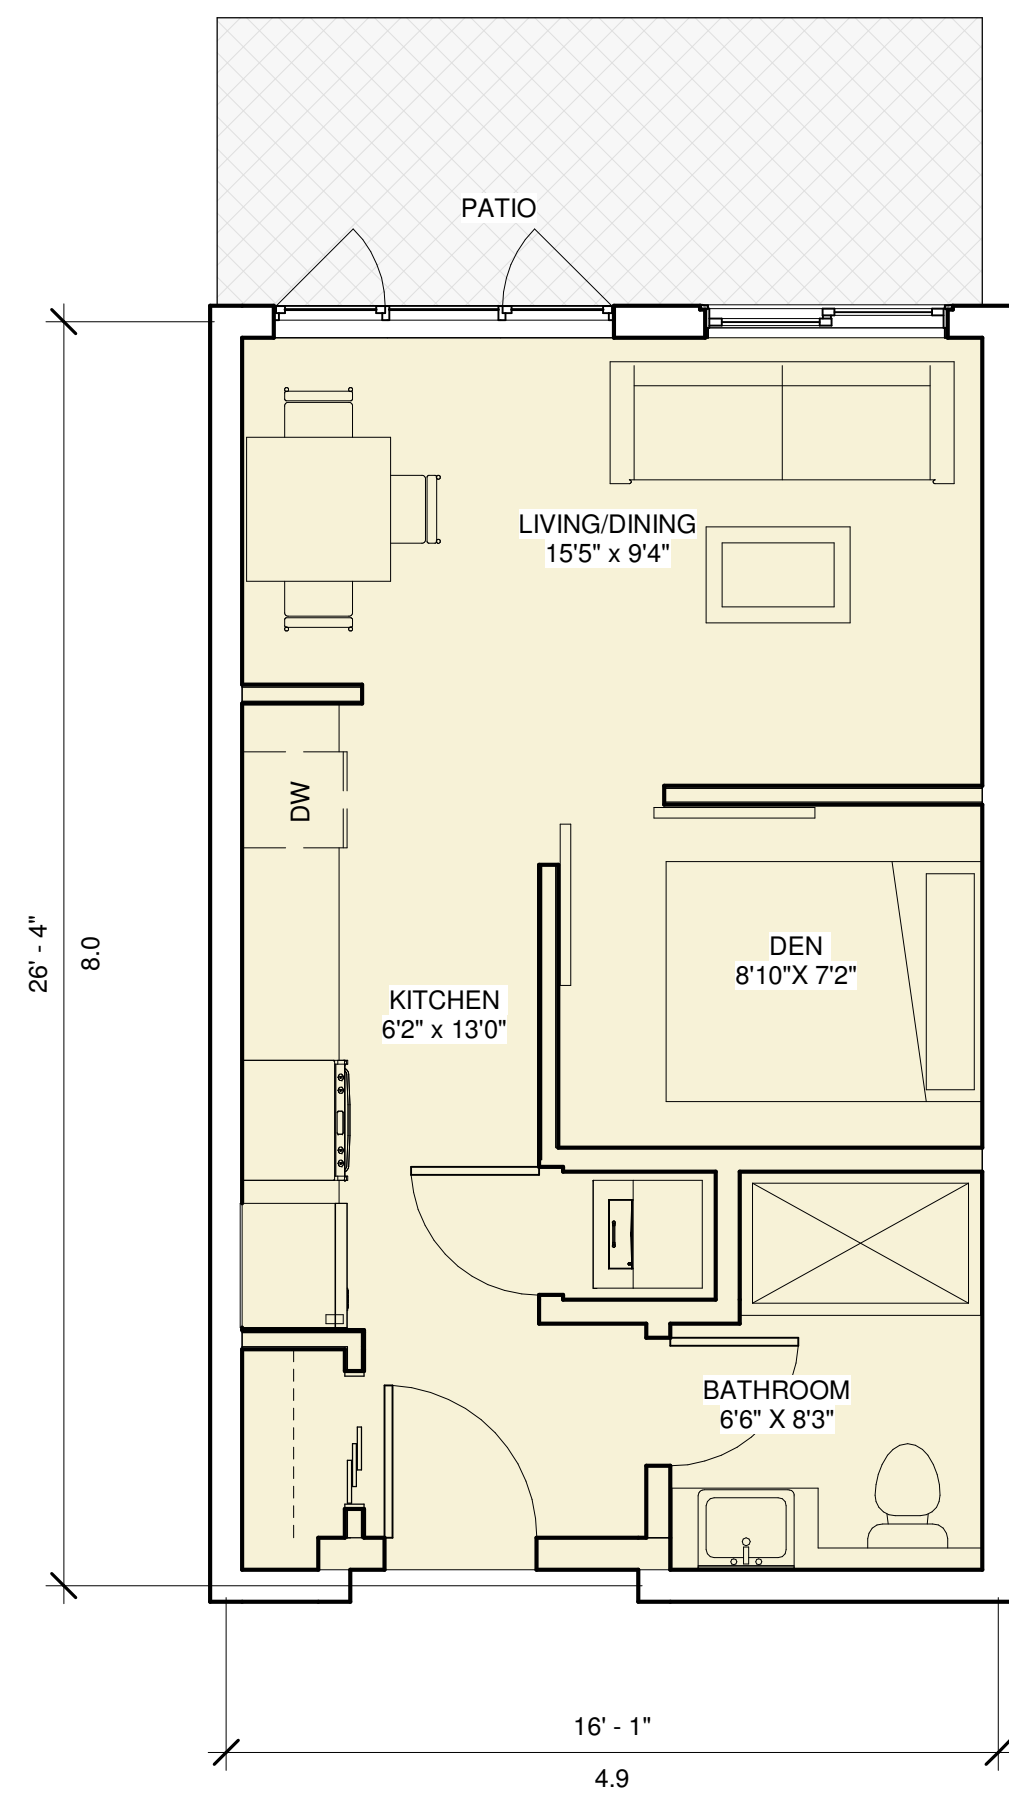 PATIO
LIVING/DINING
15'5" x 9'4"
DW
DEN
8'10"X 7'2"
26' - 4"
8.0
KITCHEN
6'2" x 13'0"
BATHROOM
6'6" X 8'3"
16' - 1"
4.9